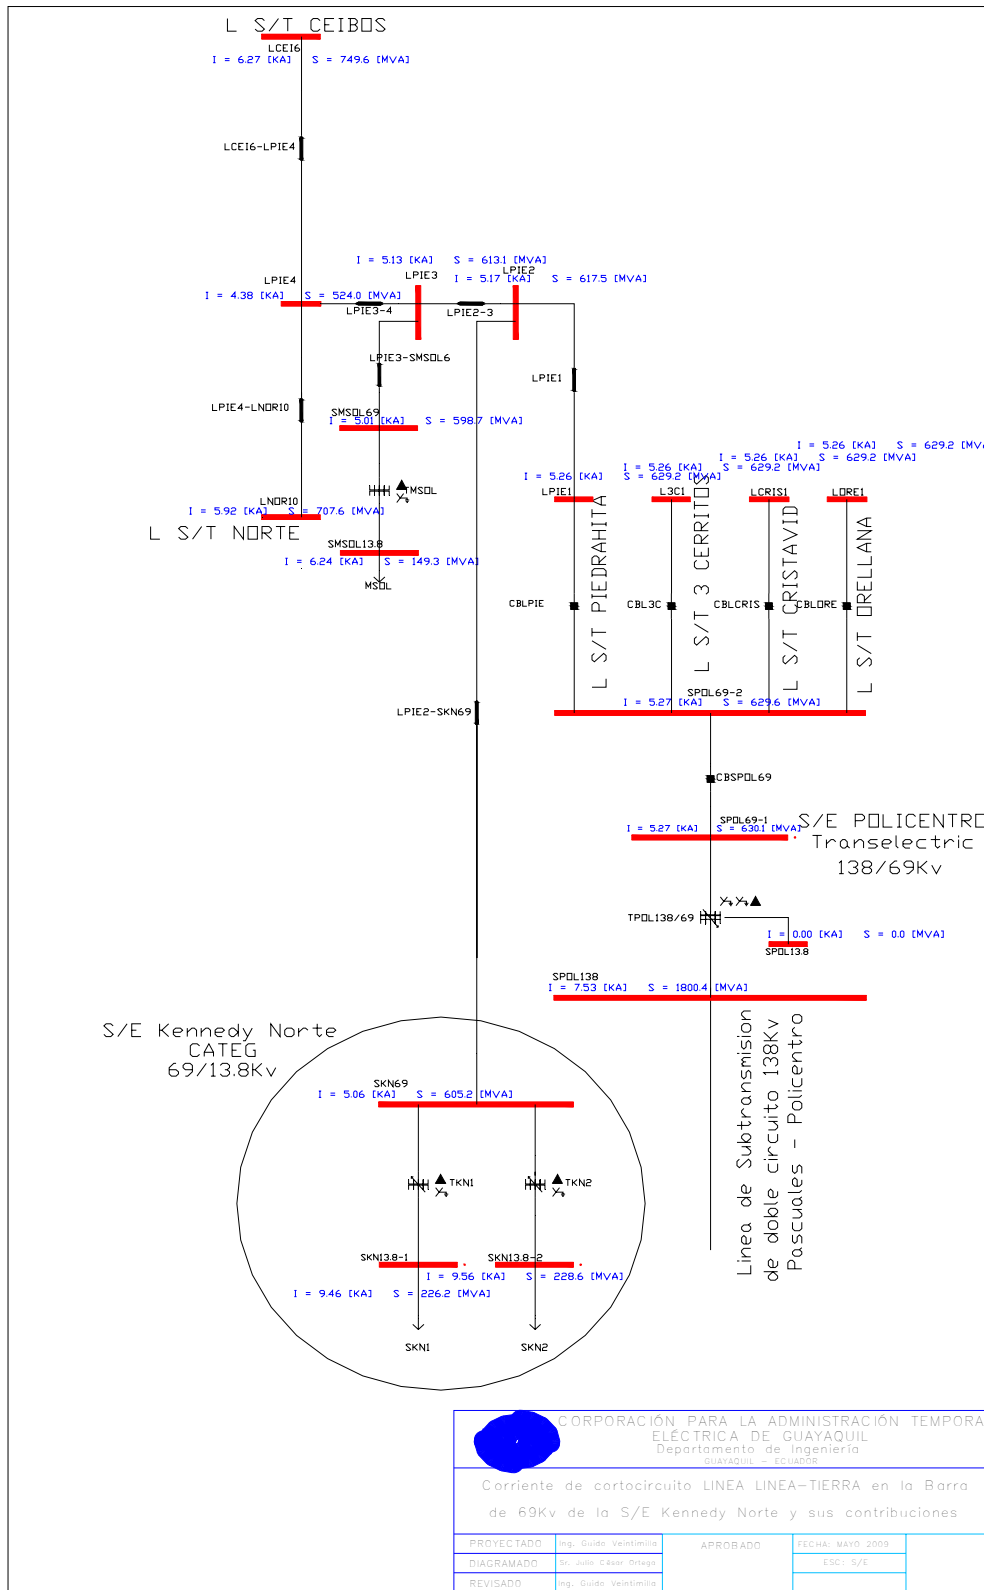 L S/T CEIBOS
LCEI6
I = 6.27 [KA] S = 749.6 [MVA]
LCEI6-LPIE4
I = 5.13 [KA] S = 613.1 [MVA]
LPIE3
LPIE2
I = 5.17 [KA] S = 617.5 [MVA]
LPIE4
I = 4.38 [KA] S = 524.0 [MVA]
LPIE3-4
LPIE2-3
LPIE3-SMSOL6
LPIE1
LPIE4-LNOR10
SMSOL69
I = 5.01 [KA] S = 598.7 [MVA]
I = 5.26 [KA] S = 629.2 [MVA]
I = 5.26 [KA] S = 629.2 [MVA]
I = 5.26 [KA] S = 629.2 [MVA]
I = 5.26 [KA] S = 629.2 [MVA]
LPIE1
L3C1
LCRIS1
LORE1
TMSOL
LNOR10
I = 5.92 [KA] S = 707.6 [MVA]
L S/T NORTE
SMSOL13.8
I = 6.24 [KA] S = 149.3 [MVA]
MSOL
CBLPIE
CBL3C
CBLCRIS
CBLORE
L S/T PIEDRAHITA
L S/T 3 CERRITOS
L S/T CRISTAVID
L S/T ORELLANA
SPOL69-2
I = 5.27 [KA] S = 629.6 [MVA]
LPIE2-SKN69
CBSPOL69
SPOL69-1
I = 5.27 [KA] S = 630.1 [MVA]
S/E POLICENTRO
Transelectric
138/69Kv
TPOL138/69
I = 0.00 [KA] S = 0.0 [MVA]
SPOL13.8
SPOL138
I = 7.53 [KA] S = 1800.4 [MVA]
Linea de Subtransmision
de doble circuito 138Kv
Pascuales - Policentro
S/E Kennedy Norte
CATEG
69/13.8Kv
SKN69
I = 5.06 [KA] S = 605.2 [MVA]
TKN1
TKN2
SKN13.8-1
SKN13.8-2
I = 9.56 [KA] S = 228.6 [MVA]
I = 9.46 [KA] S = 226.2 [MVA]
SKN1
SKN2
CORPORACIÓN PARA LA ADMINISTRACIÓN TEMPORA
ELÉCTRICA DE GUAYAQUIL
Departamento de Ingeniería
GUAYAQUIL - ECUADOR
Corriente de cortocircuito LINEA LINEA-TIERRA en la Barra
de 69Kv de la S/E Kennedy Norte y sus contribuciones
PROYECTADO Ing. Guido Veintimilla APROBADO FECHA: MAYO 2009
DIAGRAMADO Sr. Julio César Ortega ESC: S/E
REVISADO Ing. Guido Veintimilla